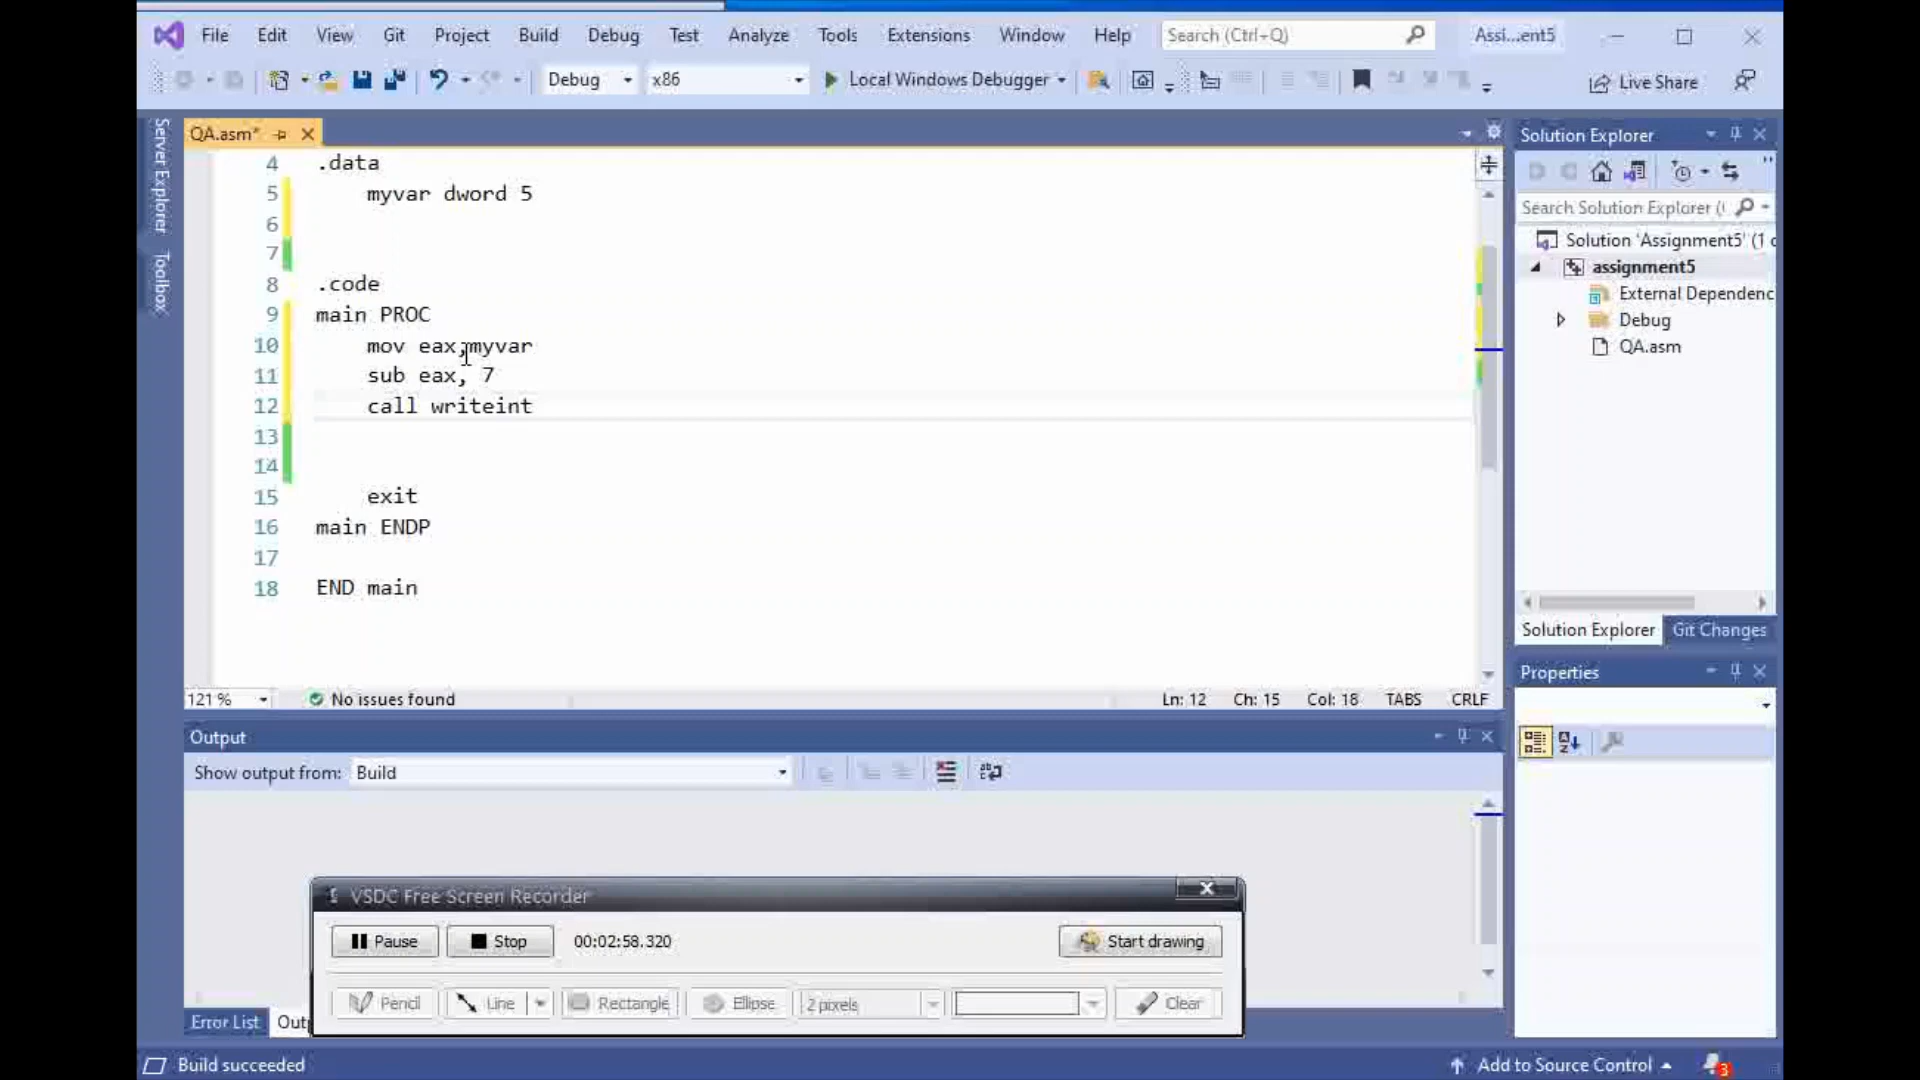 File Edit View Git Project Build Debug Test Analyze Tools Extensions Window Help Search (Ctrl+Q) Assi...ent5
Debug x86 Local Windows Debugger Live Share
Server Explorer
Toolbox
QA.asm*
4 .data
5 myvar dword 5
6
7
8 .code
9 main PROC
10 mov eax,myvar
11 sub eax, 7
12 call writeint
13
14
15 exit
16 main ENDP
17
18 END main
121 % No issues found Ln: 12 Ch: 15 Col: 18 TABS CRLF
Solution Explorer
Search Solution Explorer (
Solution 'Assignment5' (1
assignment5
External Dependenc
Debug
QA.asm
Solution Explorer Git Changes
Properties
Output
Show output from: Build
VSDC Free Screen Recorder
Pause Stop 00:02:58.320 Start drawing
Pencil Line Rectangle Ellipse 2 pixels Clear
Error List Out
Build succeeded Add to Source Control 3